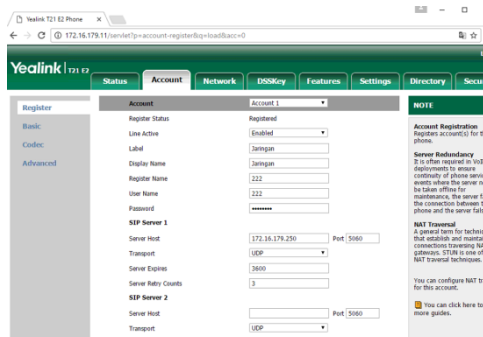 Yealink T21 E2 Phone
172.16.179.11/servlet?p=account-register&q=load&acc=0
Yealink T21 E2
Status Account Network DSSKey Features Settings Directory Secu
Register
Basic
Codec
Advanced
Account Account 1
Register Status Registered
Line Active Enabled
Label Jaringan
Display Name Jaringan
Register Name 222
User Name 222
Password ••••••••
SIP Server 1
Server Host 172.16.179.250 Port 5060
Transport UDP
Server Expires 3600
Server Retry Counts 3
SIP Server 2
Server Host Port 5060
Transport UDP
NOTE
Account Registration
Registers account(s) for th
phone.
Server Redundancy
It is often required in VoI
deployments to ensure
continuity of phone servic
events where the server n
be taken offline for
maintenance, the server f
the connection between t
phone and the server fails
NAT Traversal
A general term for techni
that establish and mainta
connections traversing NA
gateways. STUN is one of
NAT traversal techniques.
You can configure NAT tr
for this account.
You can click here to
more guides.